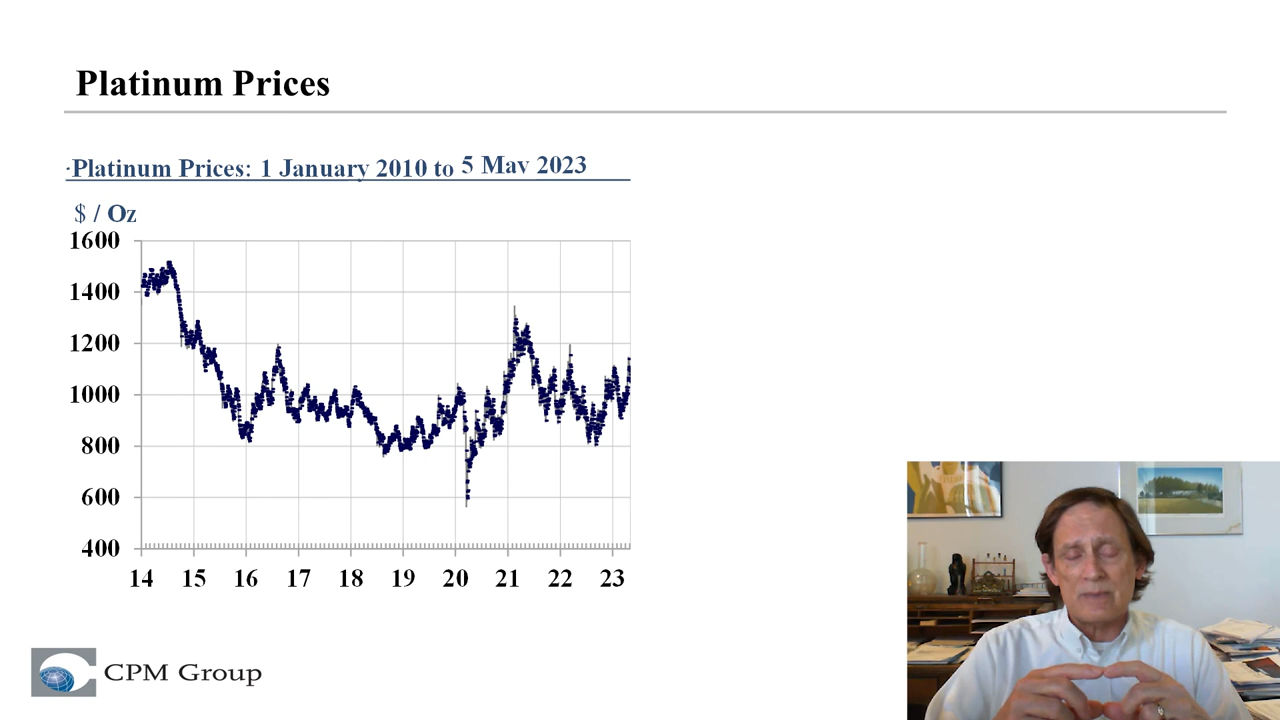 Platinum Prices
·Platinum Prices: 1 January 2010 to 5 May 2023
$ / Oz
1600
1400
1200
1000
800
600
400
14 15 16 17 18 19 20 21 22 23
CPM Group